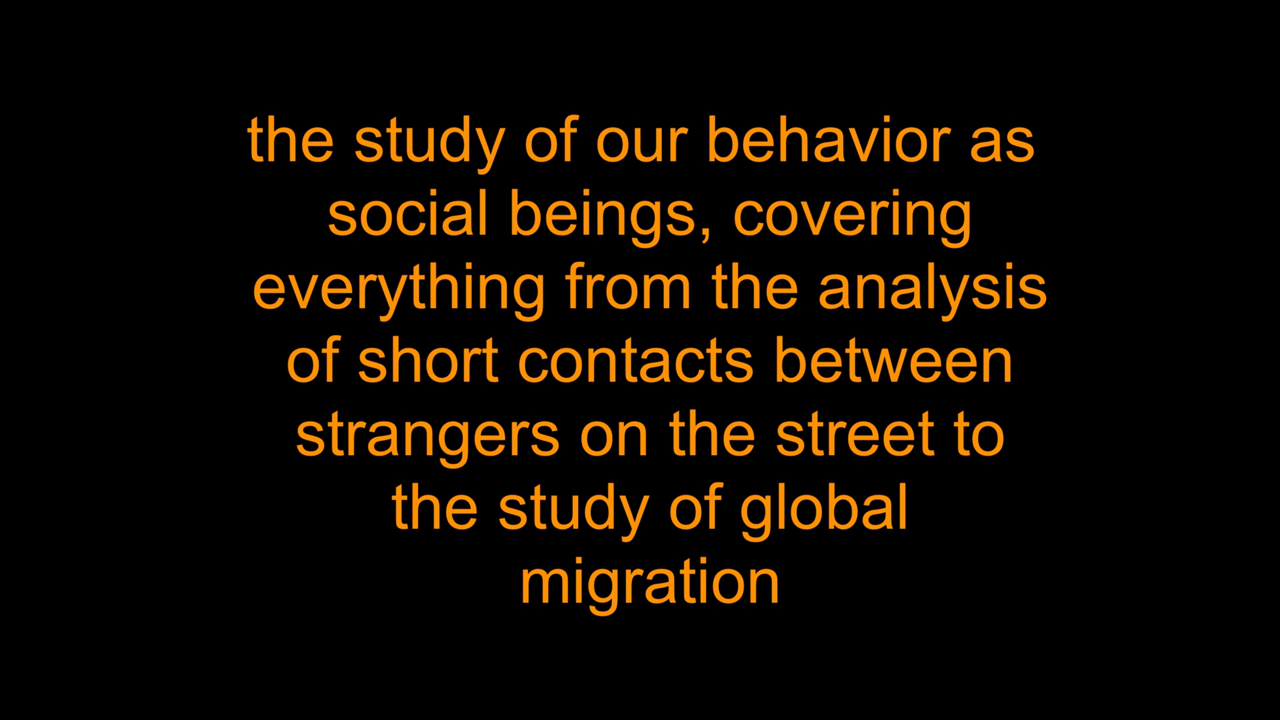 the study of our behavior as
social beings, covering
everything from the analysis
of short contacts between
strangers on the street to
the study of global
migration